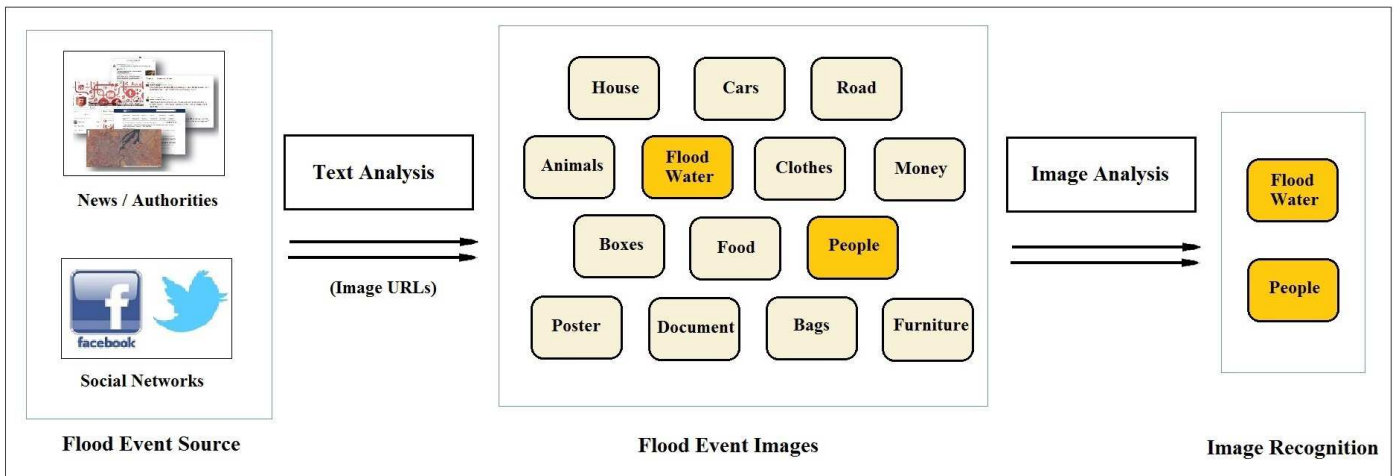 News / Authorities
facebook
Social Networks
Flood Event Source
Text Analysis
(Image URLs)
House
Cars
Road
Animals
Flood
Water
Clothes
Money
Boxes
Food
People
Poster
Document
Bags
Furniture
Flood Event Images
Image Analysis
Flood
Water
People
Image Recognition